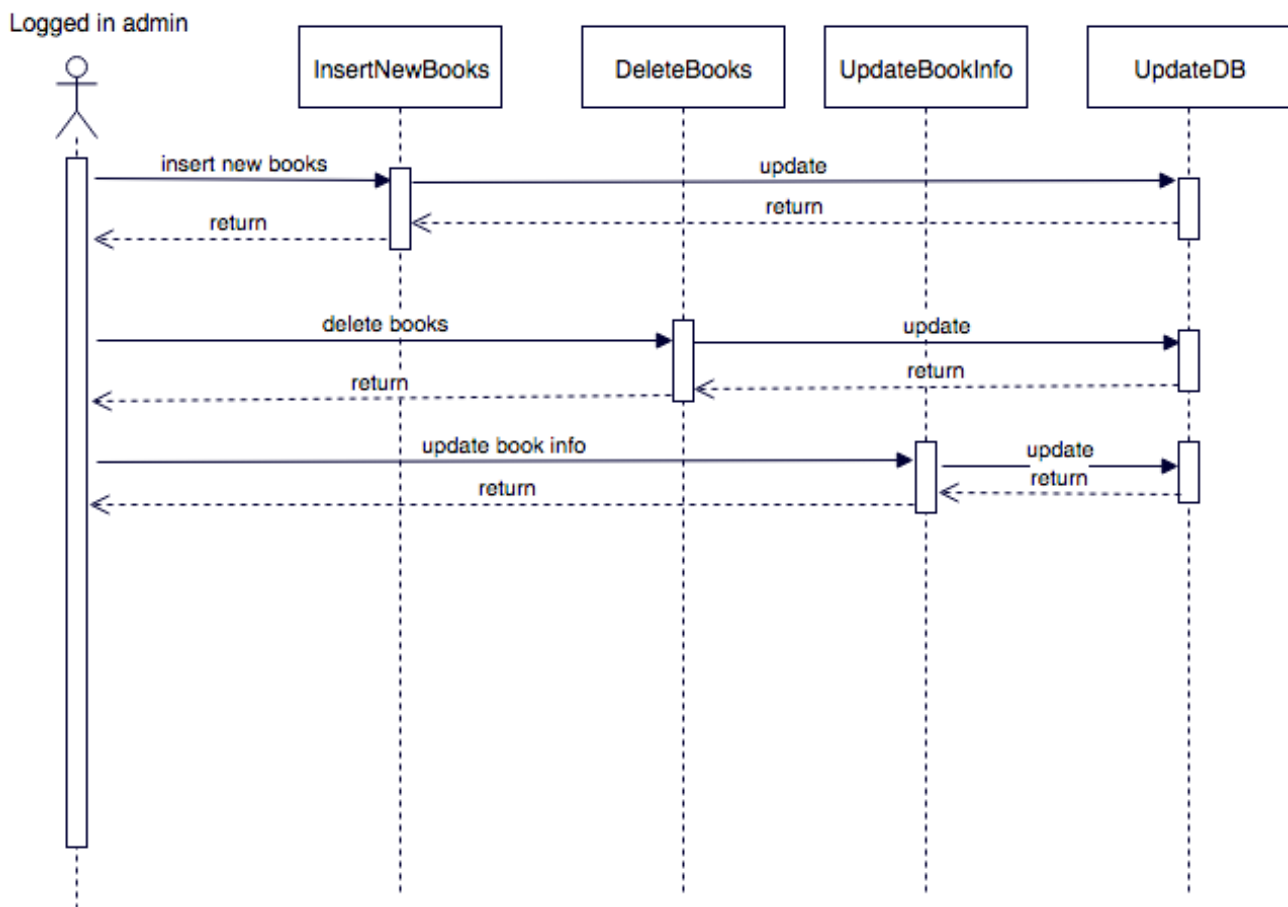 Logged in admin
InsertNewBooks
DeleteBooks
UpdateBookInfo
UpdateDB
insert new books
update
return
return
delete books
update
return
return
update book info
update
return
return